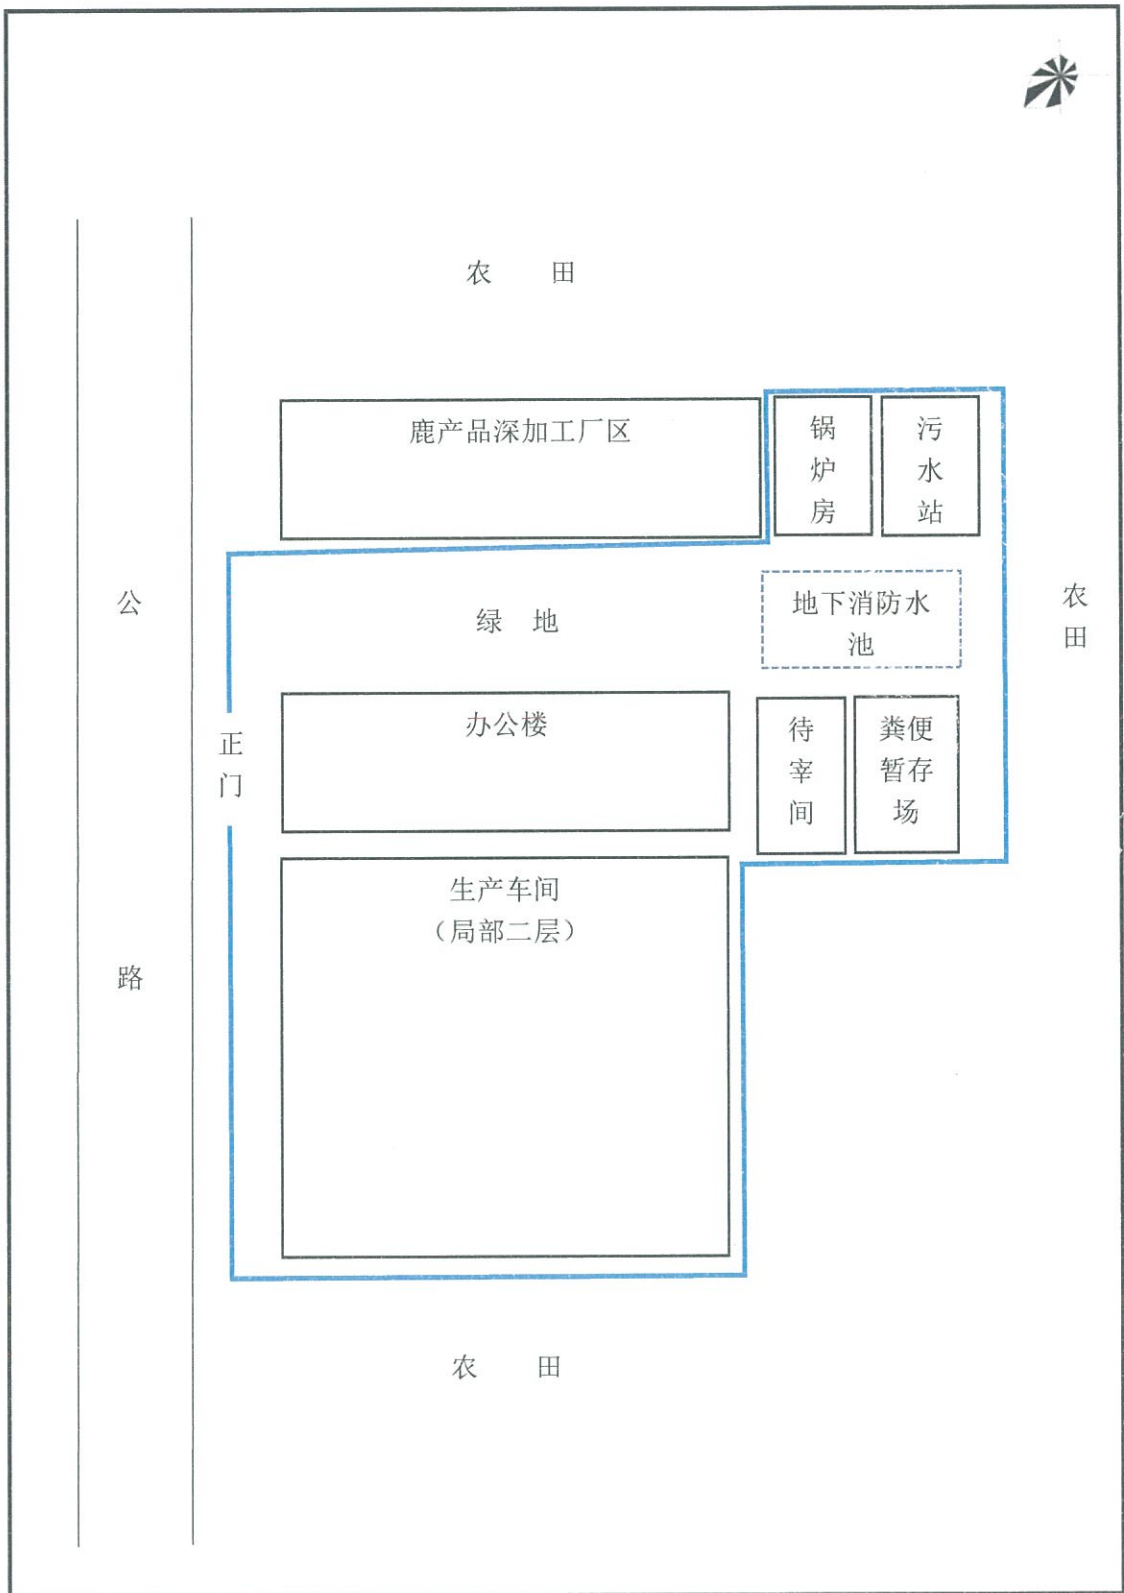 农 田
鹿产品深加工厂区
锅炉房
污水站
公路
绿 地
地下消防水
池
农田
正门
办公楼
待宰间
粪便
暂存
场
生产车间
（局部二层）
农 田